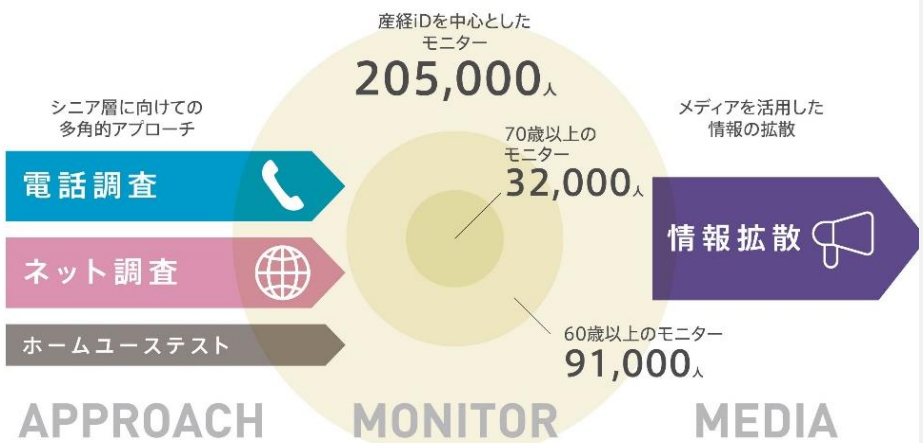 産経iDを中心とした
モニター
205,000人
シニア層に向けての
多角的アプローチ
電話調査
ネット調査
ホームユーステスト
70歳以上の
モニター
32,000人
60歳以上のモニター
91,000人
メディアを活用した
情報の拡散
情報拡散
APPROACH
MONITOR
MEDIA